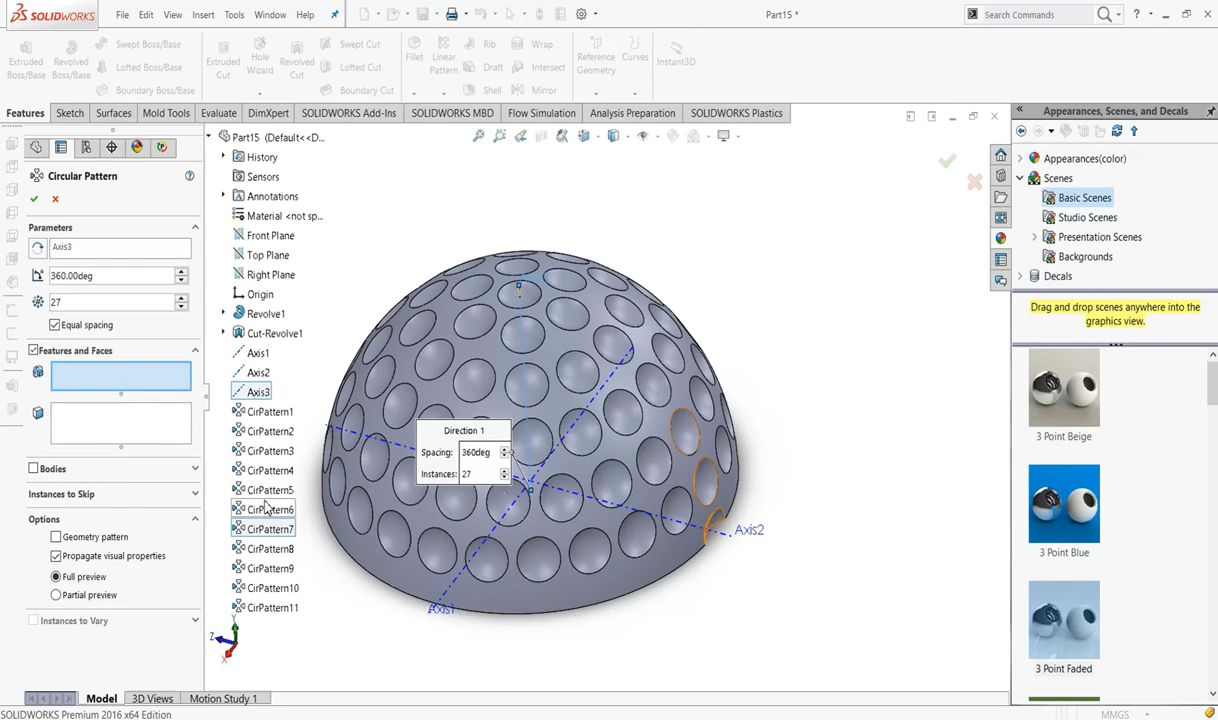 SOLIDWORKS File Edit View Insert Tools Window Help Part15 * Search Commands
Extruded Boss/Base
Revolved Boss/Base
Swept Boss/Base
Lofted Boss/Base
Boundary Boss/Base
Extruded Cut
Hole Wizard
Revolved Cut
Swept Cut
Lofted Cut
Boundary Cut
Fillet
Linear Pattern
Rib
Draft
Shell
Wrap
Intersect
Mirror
Reference Geometry
Curves
Instant3D
Features Sketch Surfaces Mold Tools Evaluate DimXpert SOLIDWORKS Add-Ins SOLIDWORKS MBD Flow Simulation Analysis Preparation SOLIDWORKS Plastics
Circular Pattern
Parameters
Axis3
360.00deg
27
Equal spacing
Features and Faces
Bodies
Instances to Skip
Options
Geometry pattern
Propagate visual properties
Full preview
Partial preview
Instances to Vary
Part15 (Default<<D...
History
Sensors
Annotations
Material <not sp...
Front Plane
Top Plane
Right Plane
Origin
Revolve1
Cut-Revolve1
Axis1
Axis2
Axis3
CirPattern1
CirPattern2
CirPattern3
CirPattern4
CirPattern5
CirPattern6
CirPattern7
CirPattern8
CirPattern9
CirPattern10
CirPattern11
Direction 1
Spacing: 360deg
Instances: 27
Axis2
Axis1
Y
Z
X
Appearances, Scenes, and Decals
Appearances(color)
Scenes
Basic Scenes
Studio Scenes
Presentation Scenes
Backgrounds
Decals
Drag and drop scenes anywhere into the
graphics view.
3 Point Beige
3 Point Blue
3 Point Faded
Model 3D Views Motion Study 1
SOLIDWORKS Premium 2016 x64 Edition MMGS